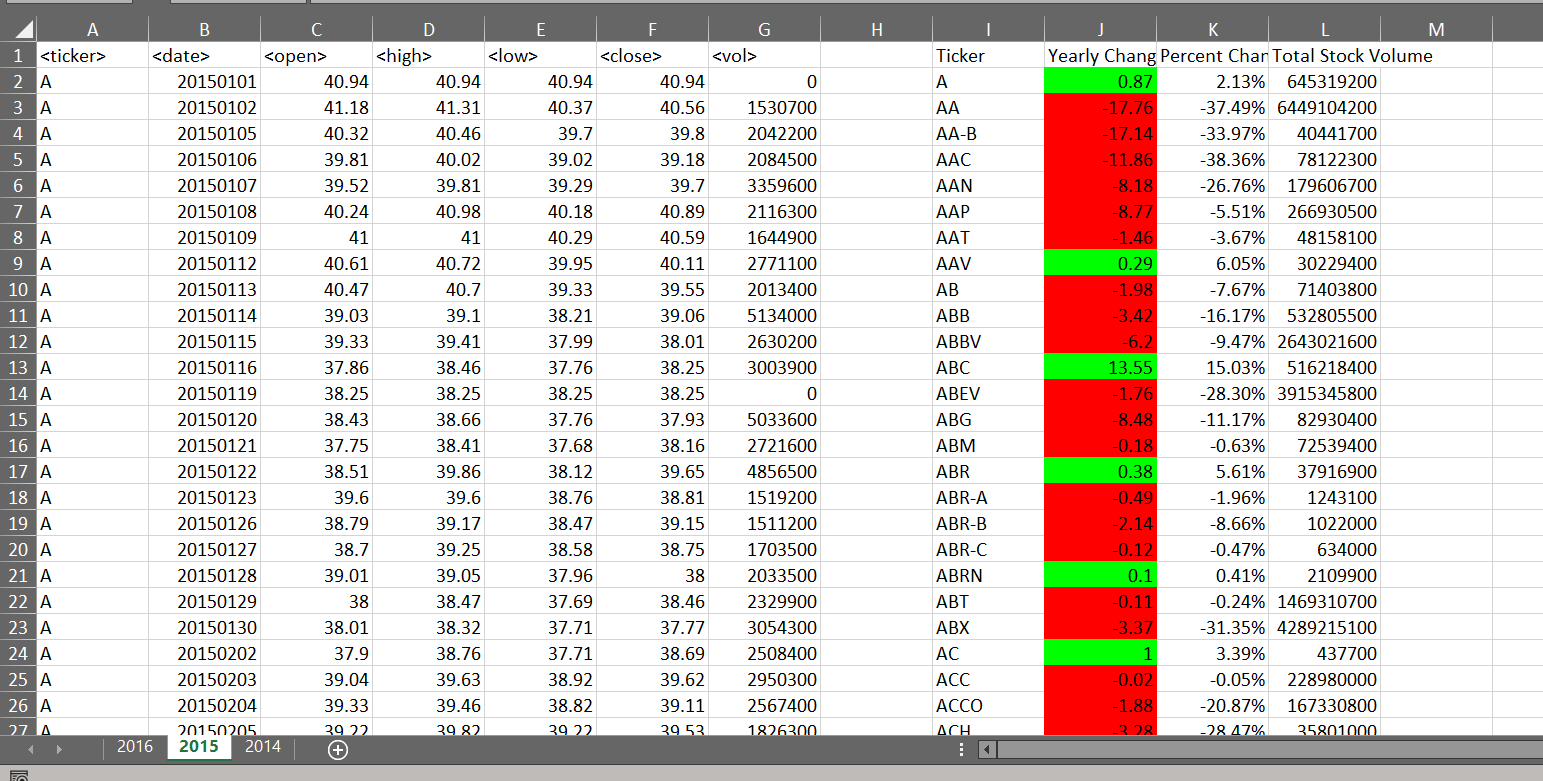 A B C D E F G H I J K L M
1 <ticker> <date> <open> <high> <low> <close> <vol> Ticker Yearly Chang Percent Chan Total Stock Volume
2 A 20150101 40.94 40.94 40.94 40.94 0 A 0.87 2.13% 645319200
3 A 20150102 41.18 41.31 40.37 40.56 1530700 AA -17.76 -37.49% 6449104200
4 A 20150105 40.32 40.46 39.7 39.8 2042200 AA-B -17.14 -33.97% 40441700
5 A 20150106 39.81 40.02 39.02 39.18 2084500 AAC -11.86 -38.36% 78122300
6 A 20150107 39.52 39.81 39.29 39.7 3359600 AAN -8.18 -26.76% 179606700
7 A 20150108 40.24 40.98 40.18 40.89 2116300 AAP -8.77 -5.51% 266930500
8 A 20150109 41 41 40.29 40.59 1644900 AAT -1.46 -3.67% 48158100
9 A 20150112 40.61 40.72 39.95 40.11 2771100 AAV 0.29 6.05% 30229400
10 A 20150113 40.47 40.7 39.33 39.55 2013400 AB -1.98 -7.67% 71403800
11 A 20150114 39.03 39.1 38.21 39.06 5134000 ABB -3.42 -16.17% 532805500
12 A 20150115 39.33 39.41 37.99 38.01 2630200 ABBV -6.2 -9.47% 2643021600
13 A 20150116 37.86 38.46 37.76 38.25 3003900 ABC 13.55 15.03% 516218400
14 A 20150119 38.25 38.25 38.25 38.25 0 ABEV -1.76 -28.30% 3915345800
15 A 20150120 38.43 38.66 37.76 37.93 5033600 ABG -8.48 -11.17% 82930400
16 A 20150121 37.75 38.41 37.68 38.16 2721600 ABM -0.18 -0.63% 72539400
17 A 20150122 38.51 39.86 38.12 39.65 4856500 ABR 0.38 5.61% 37916900
18 A 20150123 39.6 39.6 38.76 38.81 1519200 ABR-A -0.49 -1.96% 1243100
19 A 20150126 38.79 39.17 38.47 39.15 1511200 ABR-B -2.14 -8.66% 1022000
20 A 20150127 38.7 39.25 38.58 38.75 1703500 ABR-C -0.12 -0.47% 634000
21 A 20150128 39.01 39.05 37.96 38 2033500 ABRN 0.1 0.41% 2109900
22 A 20150129 38 38.47 37.69 38.46 2329900 ABT -0.11 -0.24% 1469310700
23 A 20150130 38.01 38.32 37.71 37.77 3054300 ABX -3.37 -31.35% 4289215100
24 A 20150202 37.9 38.76 37.71 38.69 2508400 AC 1 3.39% 437700
25 A 20150203 39.04 39.63 38.92 39.62 2950300 ACC -0.02 -0.05% 228980000
26 A 20150204 39.33 39.46 38.82 39.11 2567400 ACCO -1.88 -20.87% 167330800
27 A 20150205 39.22 39.82 39.22 39.53 1826300 ACH -3.28 -28.47% 35801000
2016 2015 2014